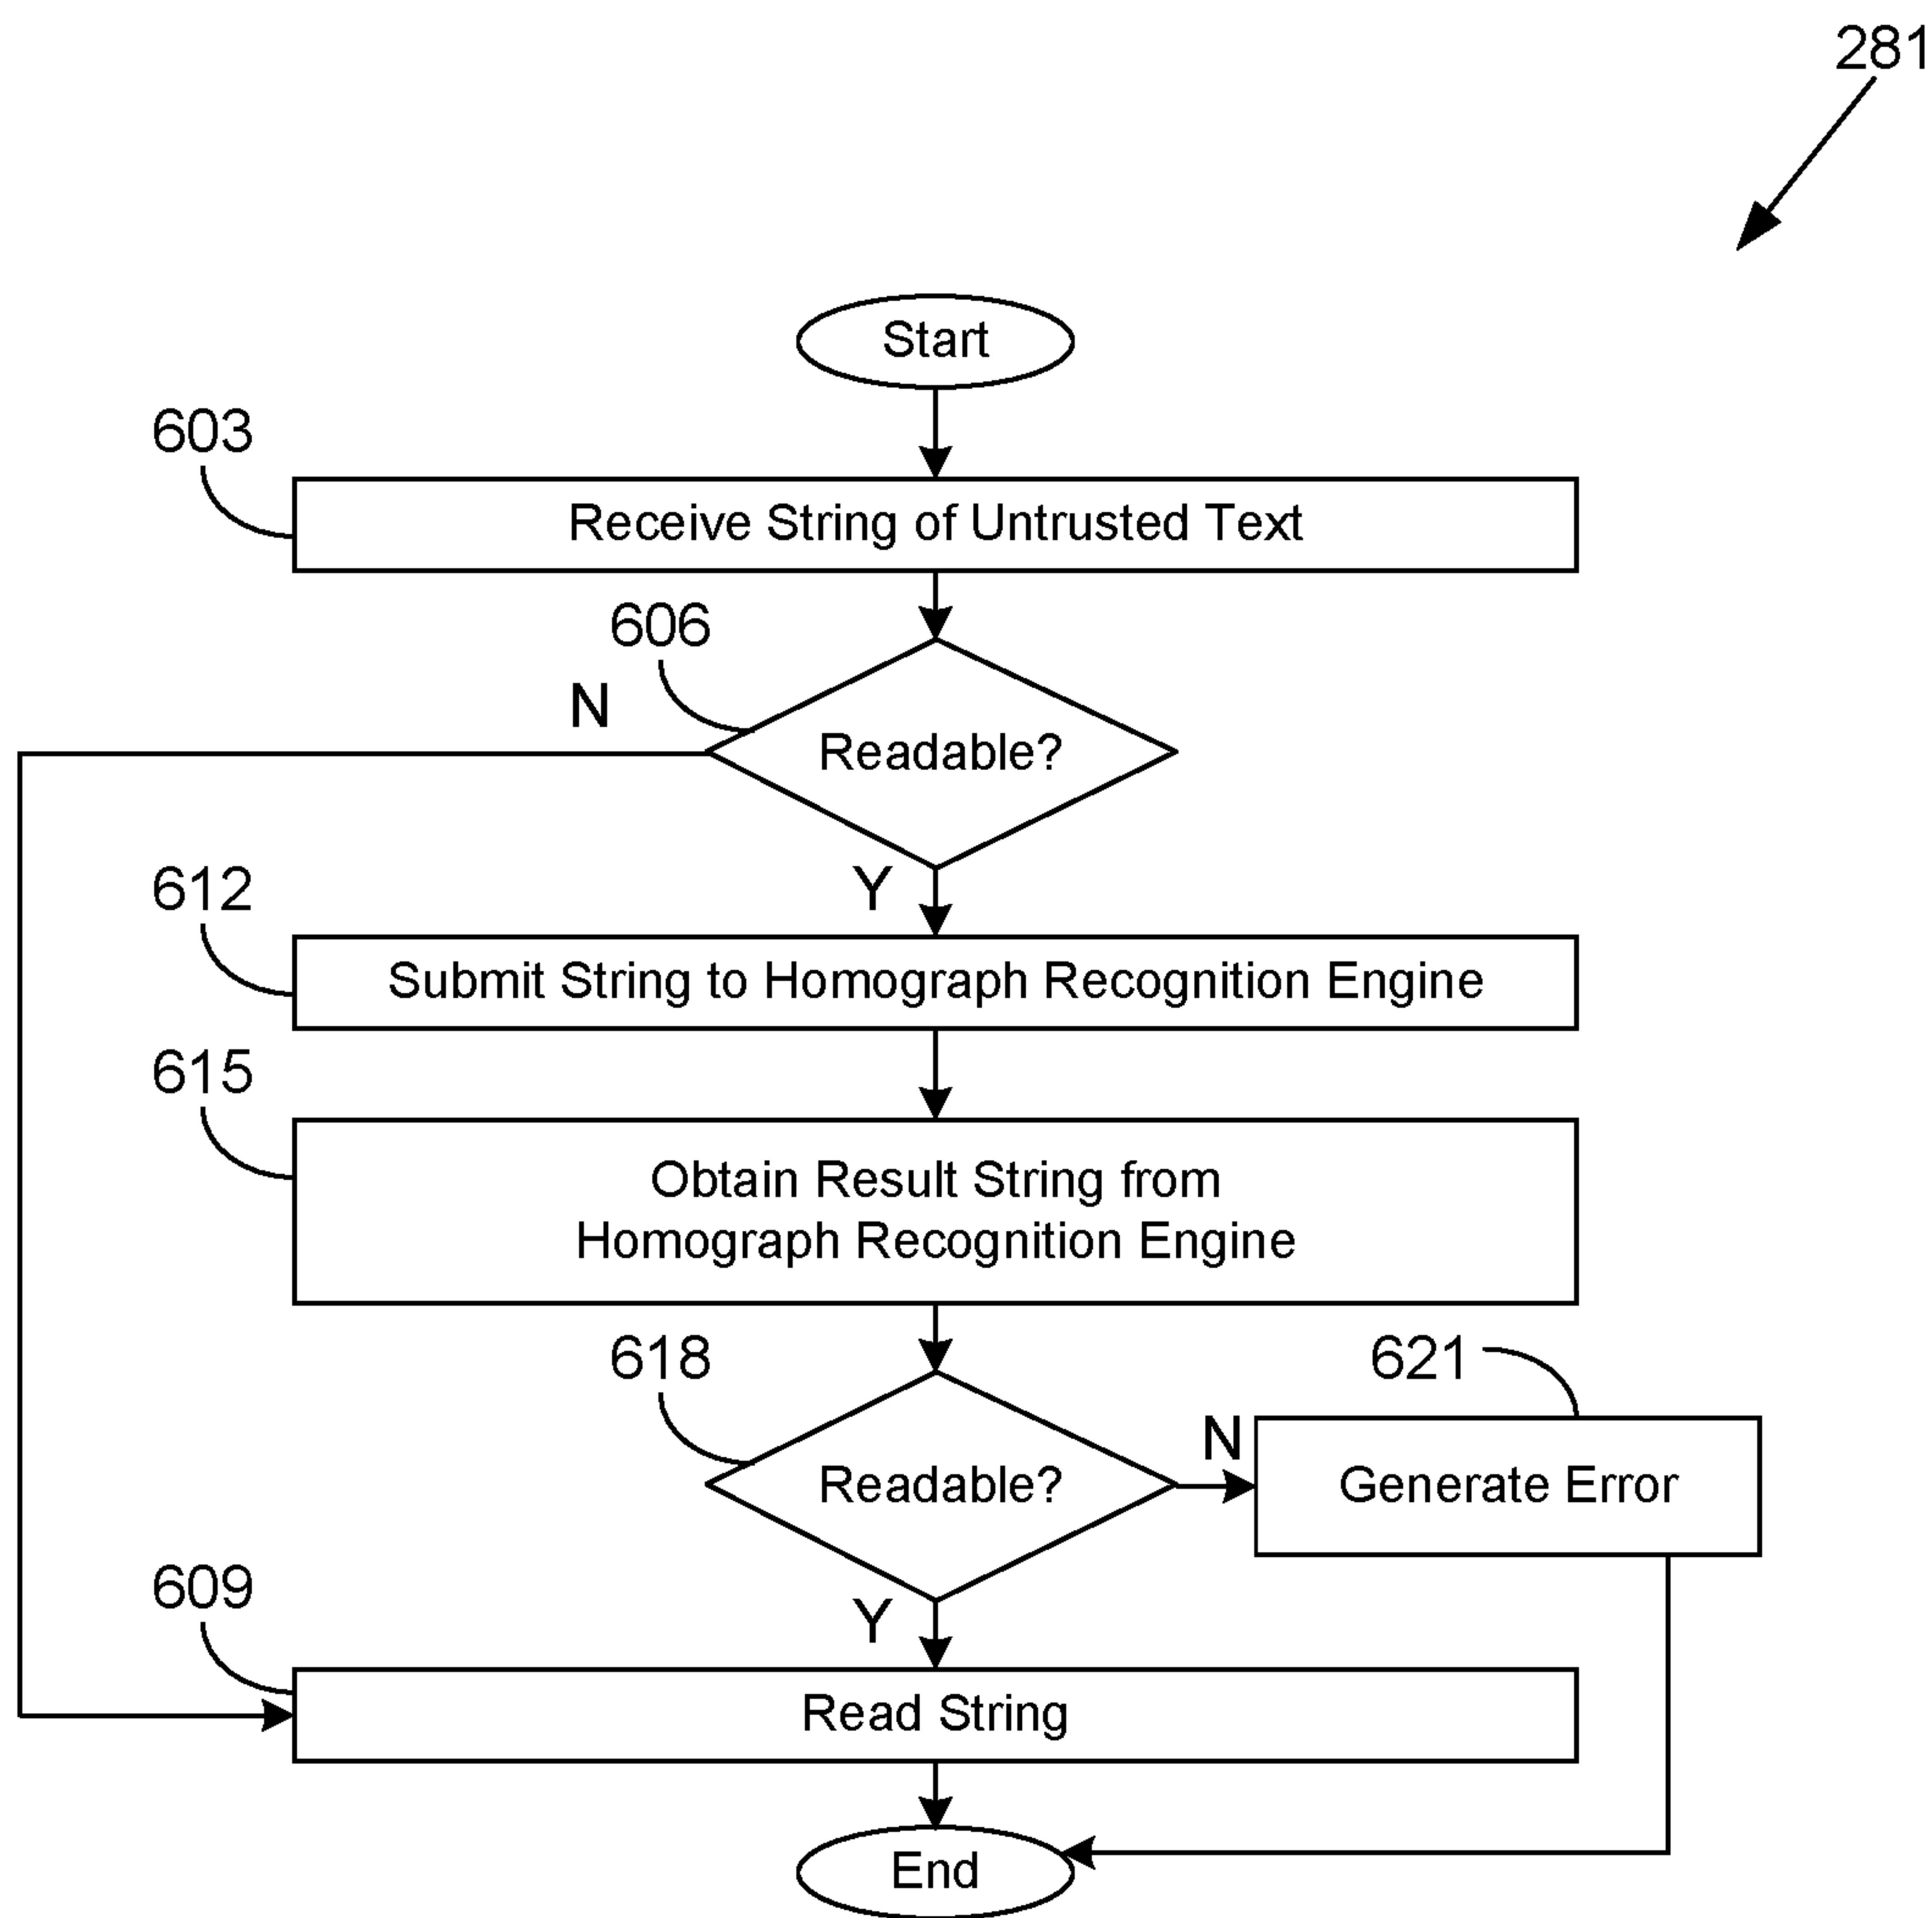 281
Start
603
Receive String of Untrusted Text
606
N
Readable?
Y
612
Submit String to Homograph Recognition Engine
615
Obtain Result String from
Homograph Recognition Engine
618
621
N
Readable?
Generate Error
609
Y
Read String
End